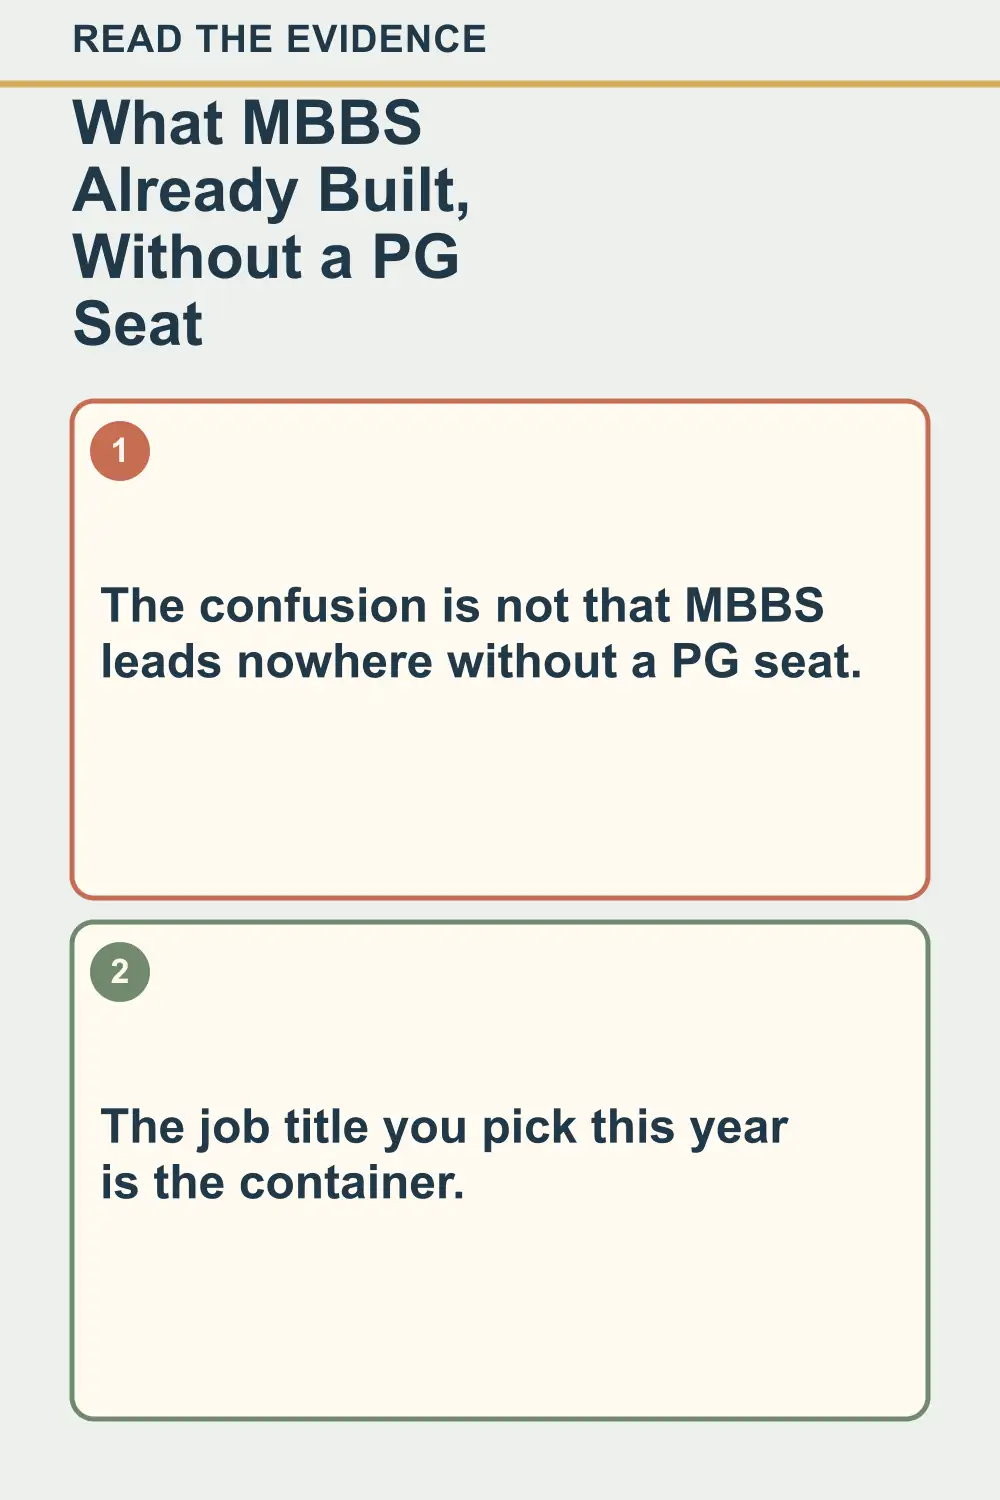 READ THE EVIDENCE
What MBBS
Already Built,
Without a PG
Seat
1
The confusion is not that MBBS
leads nowhere without a PG seat.
2
The job title you pick this year
is the container.